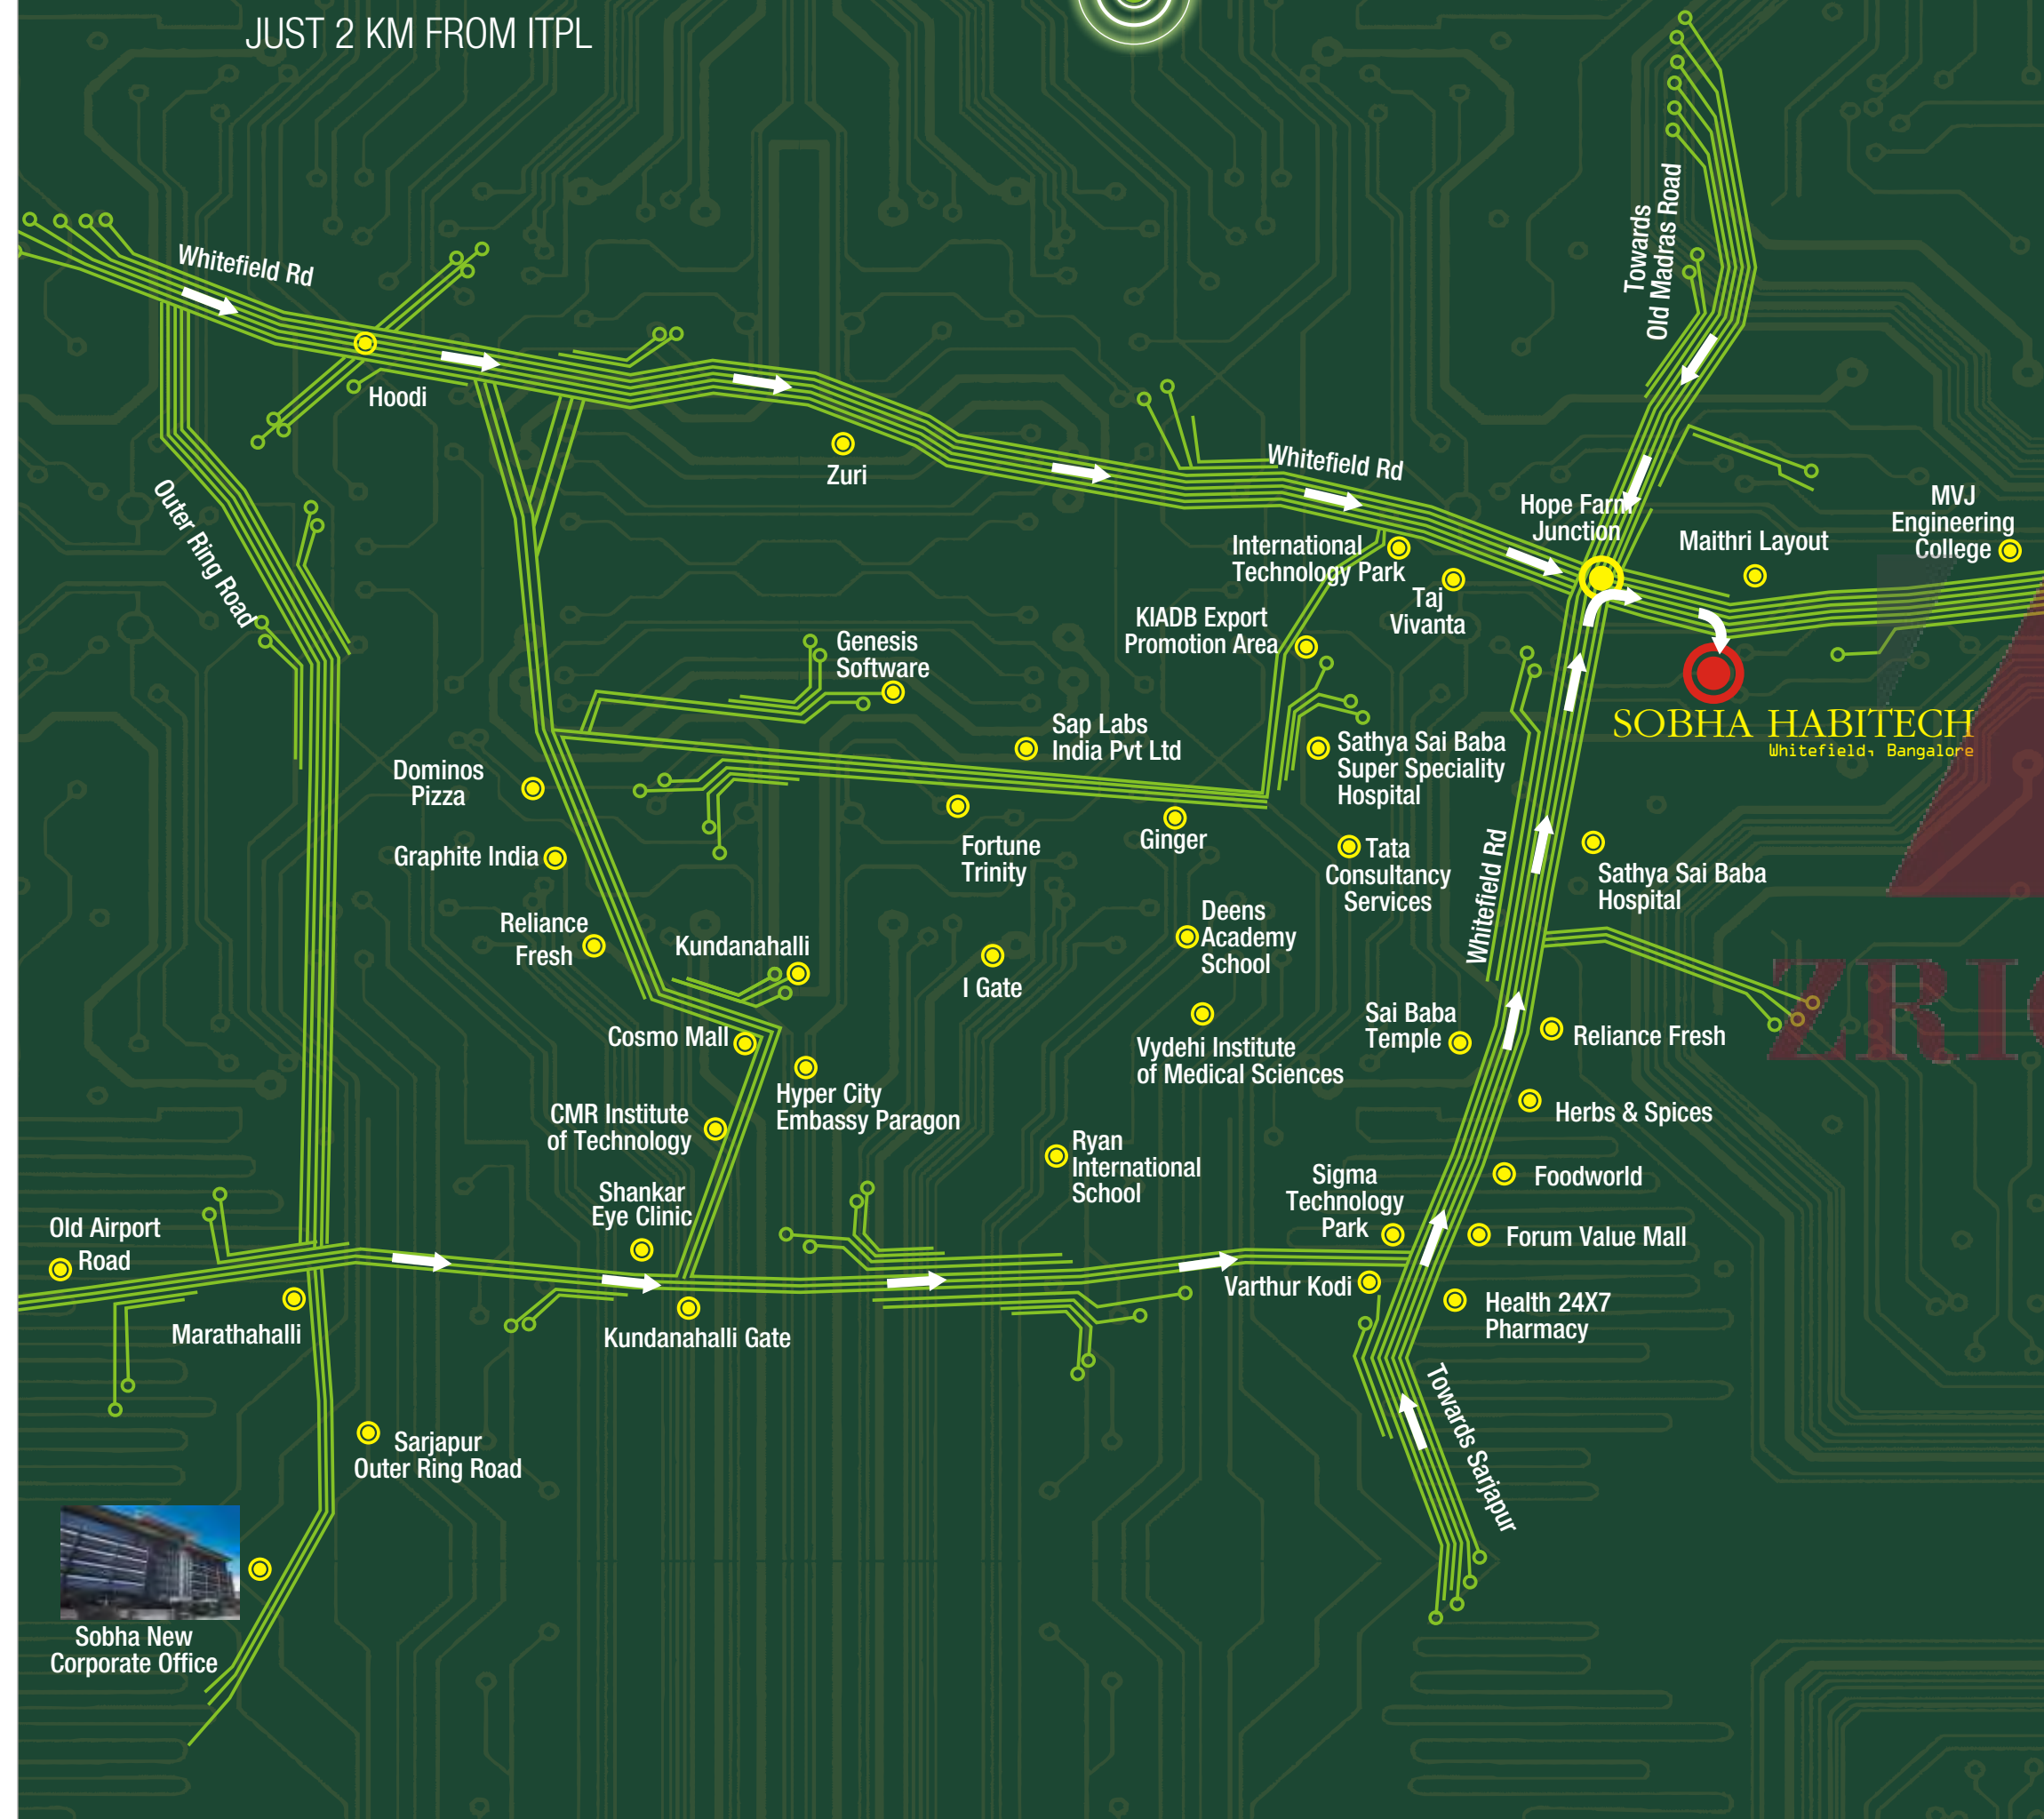 JUST 2 KM FROM ITPL
Whitefield Rd
Towards
Old Madras Road
Hoodi
Zuri
Whitefield Rd
Outer Ring Road
Hope Farm
Junction
MVJ
Engineering
College
Maithri Layout
International
Technology Park
Taj
Vivanta
KIADB Export
Promotion Area
Genesis
Software
SOBHA HABITECH
Whitefield, Bangalore
Sap Labs
India Pvt Ltd
Sathya Sai Baba
Super Speciality
Hospital
Dominos
Pizza
Graphite India
Fortune
Trinity
Ginger
Tata
Consultancy
Services
Whitefield Rd
Sathya Sai Baba
Hospital
Reliance
Fresh
Kundanahalli
I Gate
Deens
Academy
School
Cosmo Mall
Vydehi Institute
of Medical Sciences
Sai Baba
Temple
Reliance Fresh
Hyper City
Embassy Paragon
CMR Institute
of Technology
Herbs & Spices
Ryan
International
School
Sigma
Technology
Park
Foodworld
Shankar
Eye Clinic
Old Airport
Road
Forum Value Mall
Varthur Kodi
Health 24X7
Pharmacy
Marathahalli
Kundanahalli Gate
Towards Sarjapur
Sarjapur
Outer Ring Road
Sobha New
Corporate Office